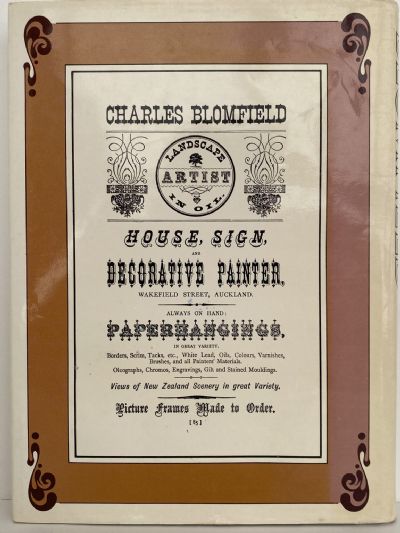 CHARLES BLOMFIELD
LANDSCAPE
ARTIST
IN OIL.
HOUSE, SIGN,
AND
DECORATIVE PAINTER,
WAKEFIELD STREET, AUCKLAND.
ALWAYS ON HAND:
PAPERHANGINGS,
IN GREAT VARIETY.
Borders, Scrim, Tacks, etc., White Lead, Oils, Colours, Varnishes,
Brushes, and all Painters' Materials.
Oleographs, Chromos, Engravings, Gilt and Stained Mouldings.
Views of New Zealand Scenery in great Variety.
Picture Frames Made to Order.